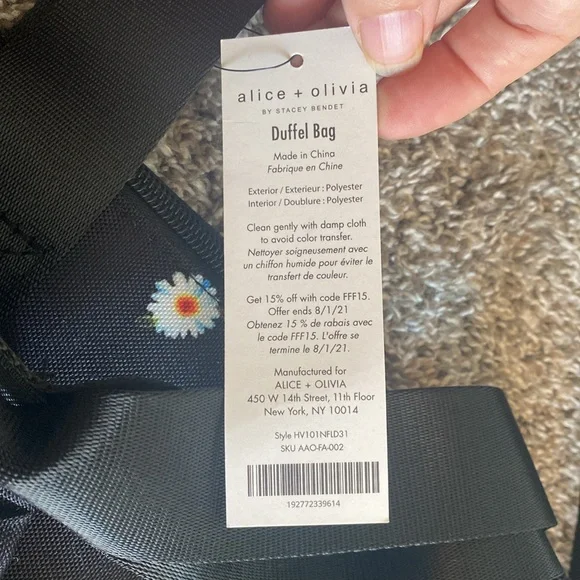 alice + olivia
BY STACEY BENDET
Duffel Bag
Made in China
Fabrique en Chine
Exterior / Exterieur : Polyester
Interior / Doublure : Polyester
Clean gently with damp cloth
to avoid color transfer.
Nettoyer soigneusement avec
un chiffon humide pour éviter le
transfert de couleur.
Get 15% off with code FFF15.
Offer ends 8/1/21
Obtenez 15 % de rabais avec
le code FFF15. L'offre se
termine le 8/1/21.
Manufactured for
ALICE + OLIVIA
450 W 14th Street, 11th Floor
New York, NY 10014
Style HV101NFLD31
SKU AAO-FA-002
192772339614